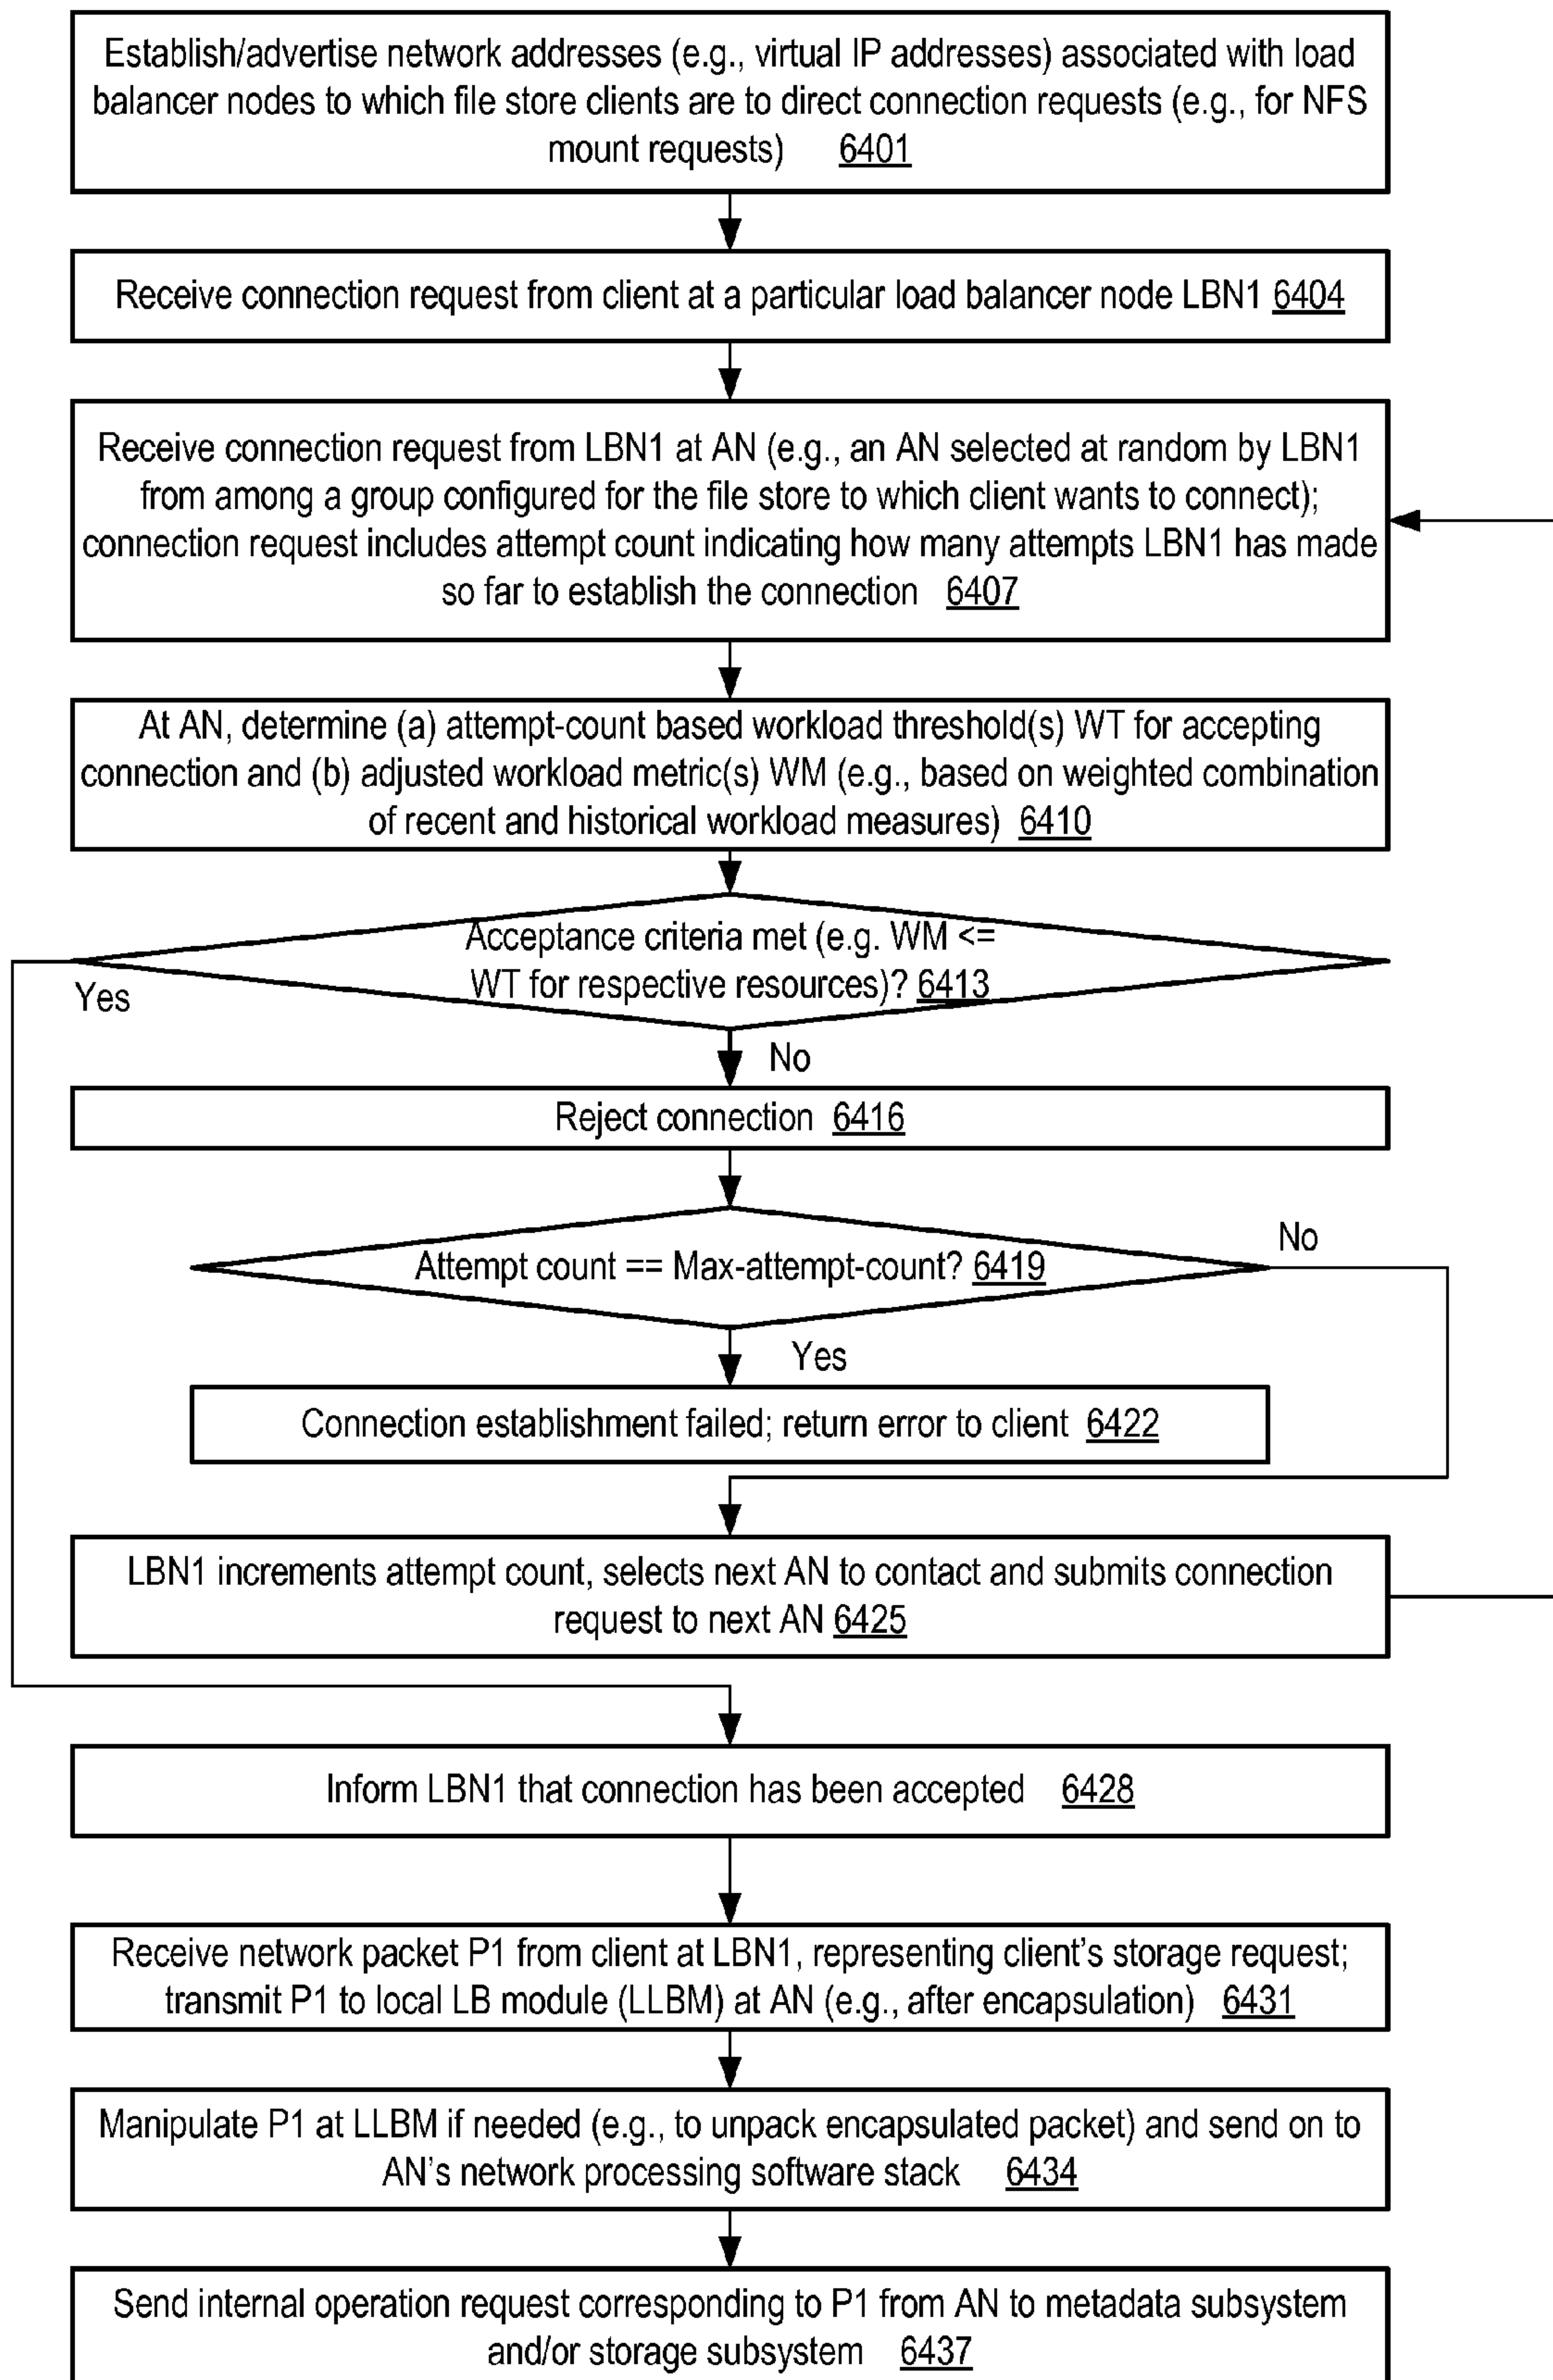 Establish/advertise network addresses (e.g., virtual IP addresses) associated with load
balancer nodes to which file store clients are to direct connection requests (e.g., for NFS
mount requests) 6401
Receive connection request from client at a particular load balancer node LBN1 6404
Receive connection request from LBN1 at AN (e.g., an AN selected at random by LBN1
from among a group configured for the file store to which client wants to connect);
connection request includes attempt count indicating how many attempts LBN1 has made
so far to establish the connection 6407
At AN, determine (a) attempt-count based workload threshold(s) WT for accepting
connection and (b) adjusted workload metric(s) WM (e.g., based on weighted combination
of recent and historical workload measures) 6410
Acceptance criteria met (e.g. WM <=
WT for respective resources)? 6413
Yes
No
Reject connection 6416
No
Attempt count == Max-attempt-count? 6419
Yes
Connection establishment failed; return error to client 6422
LBN1 increments attempt count, selects next AN to contact and submits connection
request to next AN 6425
Inform LBN1 that connection has been accepted 6428
Receive network packet P1 from client at LBN1, representing client's storage request;
transmit P1 to local LB module (LLBM) at AN (e.g., after encapsulation) 6431
Manipulate P1 at LLBM if needed (e.g., to unpack encapsulated packet) and send on to
AN's network processing software stack 6434
Send internal operation request corresponding to P1 from AN to metadata subsystem
and/or storage subsystem 6437